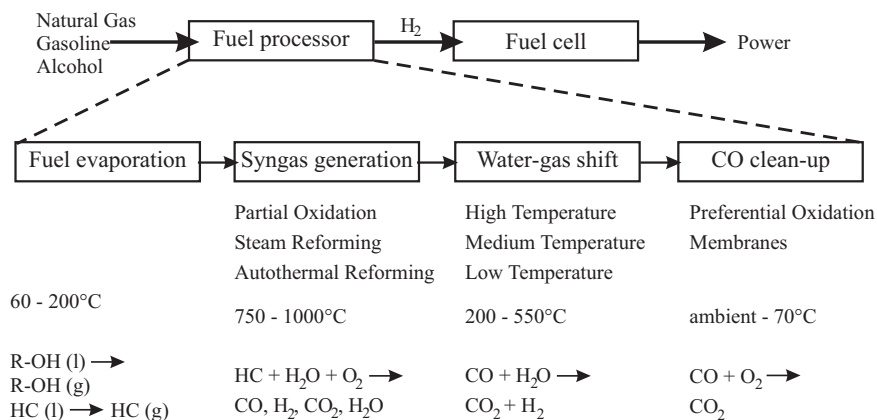 Natural Gas
Gasoline
Alcohol
Fuel processor
H₂
Fuel cell
Power
Fuel evaporation
Syngas generation
Water-gas shift
CO clean-up
Partial Oxidation
Steam Reforming
Autothermal Reforming
High Temperature
Medium Temperature
Low Temperature
Preferential Oxidation
Membranes
60 - 200°C
750 - 1000°C
200 - 550°C
ambient - 70°C
R-OH (l) →
R-OH (g)
HC (l) → HC (g)
HC + H₂O + O₂ →
CO, H₂, CO₂, H₂O
CO + H₂O →
CO₂ + H₂
CO + O₂ →
CO₂